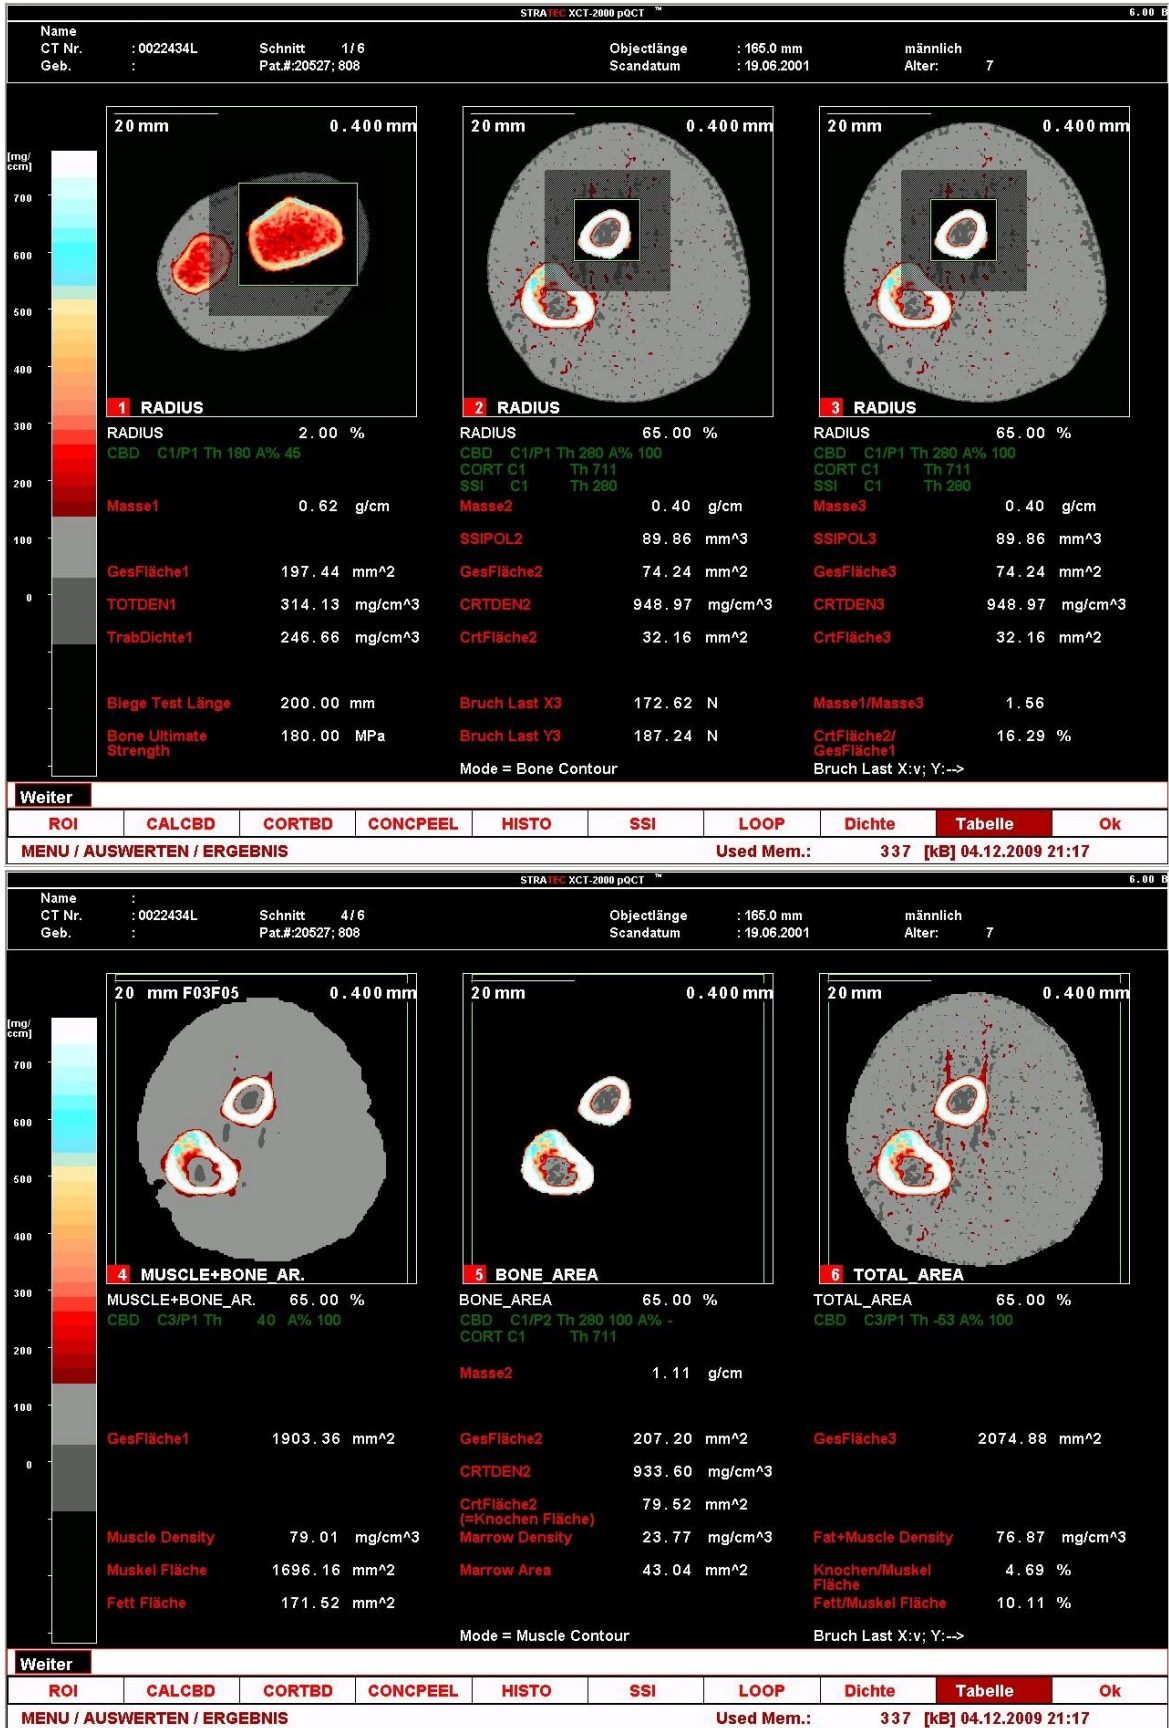 STRATEC XCT-2000 pQCT ™ 6.00 B
Name
CT Nr. : 0022434L Schnitt 1/6 Objectlänge : 165.0 mm männlich
Geb. : Pat.#:20527; 808 Scandatum : 19.06.2001 Alter: 7
20 mm 0.400 mm 20 mm 0.400 mm 20 mm 0.400 mm
[mg/
ccm]
700
600
500
400
300
200
100
0
1 RADIUS 2 RADIUS 3 RADIUS
RADIUS 2.00 % RADIUS 65.00 % RADIUS 65.00 %
CBD C1/P1 Th 180 A% 45 CBD C1/P1 Th 280 A% 100 CBD C1/P1 Th 280 A% 100
CORT C1 Th 711 CORT C1 Th 711
SSI C1 Th 280 SSI C1 Th 280
Masse1 0.62 g/cm Masse2 0.40 g/cm Masse3 0.40 g/cm
SSIPOL2 89.86 mm^3 SSIPOL3 89.86 mm^3
GesFläche1 197.44 mm^2 GesFläche2 74.24 mm^2 GesFläche3 74.24 mm^2
TOTDEN1 314.13 mg/cm^3 CRTDEN2 948.97 mg/cm^3 CRTDEN3 948.97 mg/cm^3
TrabDichte1 246.66 mg/cm^3 CrtFläche2 32.16 mm^2 CrtFläche3 32.16 mm^2
Biege Test Länge 200.00 mm Bruch Last X3 172.62 N Masse1/Masse3 1.56
Bone Ultimate Strength 180.00 MPa Bruch Last Y3 187.24 N CrtFläche2/ GesFläche1 16.29 %
Mode = Bone Contour Bruch Last X:v; Y:-->
Weiter
ROI CALCBD CORTBD CONCPEEL HISTO SSI LOOP Dichte Tabelle Ok
MENU / AUSWERTEN / ERGEBNIS Used Mem.: 337 [kB] 04.12.2009 21:17
STRATEC XCT-2000 pQCT ™ 6.00 B
Name :
CT Nr. : 0022434L Schnitt 4/6 Objectlänge : 165.0 mm männlich
Geb. : Pat.#:20527; 808 Scandatum : 19.06.2001 Alter: 7
20 mm F03F05 0.400 mm 20 mm 0.400 mm 20 mm 0.400 mm
[mg/
ccm]
700
600
500
400
300
200
100
0
4 MUSCLE+BONE_AR. 5 BONE_AREA 6 TOTAL_AREA
MUSCLE+BONE_AR. 65.00 % BONE_AREA 65.00 % TOTAL_AREA 65.00 %
CBD C3/P1 Th 40 A% 100 CBD C1/P2 Th 280 100 A% - CBD C3/P1 Th -53 A% 100
CORT C1 Th 711
Masse2 1.11 g/cm
GesFläche1 1903.36 mm^2 GesFläche2 207.20 mm^2 GesFläche3 2074.88 mm^2
CRTDEN2 933.60 mg/cm^3
CrtFläche2 (=Knochen Fläche) 79.52 mm^2
Muscle Density 79.01 mg/cm^3 Marrow Density 23.77 mg/cm^3 Fat+Muscle Density 76.87 mg/cm^3
Muskel Fläche 1696.16 mm^2 Marrow Area 43.04 mm^2 Knochen/Muskel Fläche 4.69 %
Fett Fläche 171.52 mm^2 Fett/Muskel Fläche 10.11 %
Mode = Muscle Contour Bruch Last X:v; Y:-->
Weiter
ROI CALCBD CORTBD CONCPEEL HISTO SSI LOOP Dichte Tabelle Ok
MENU / AUSWERTEN / ERGEBNIS Used Mem.: 337 [kB] 04.12.2009 21:17